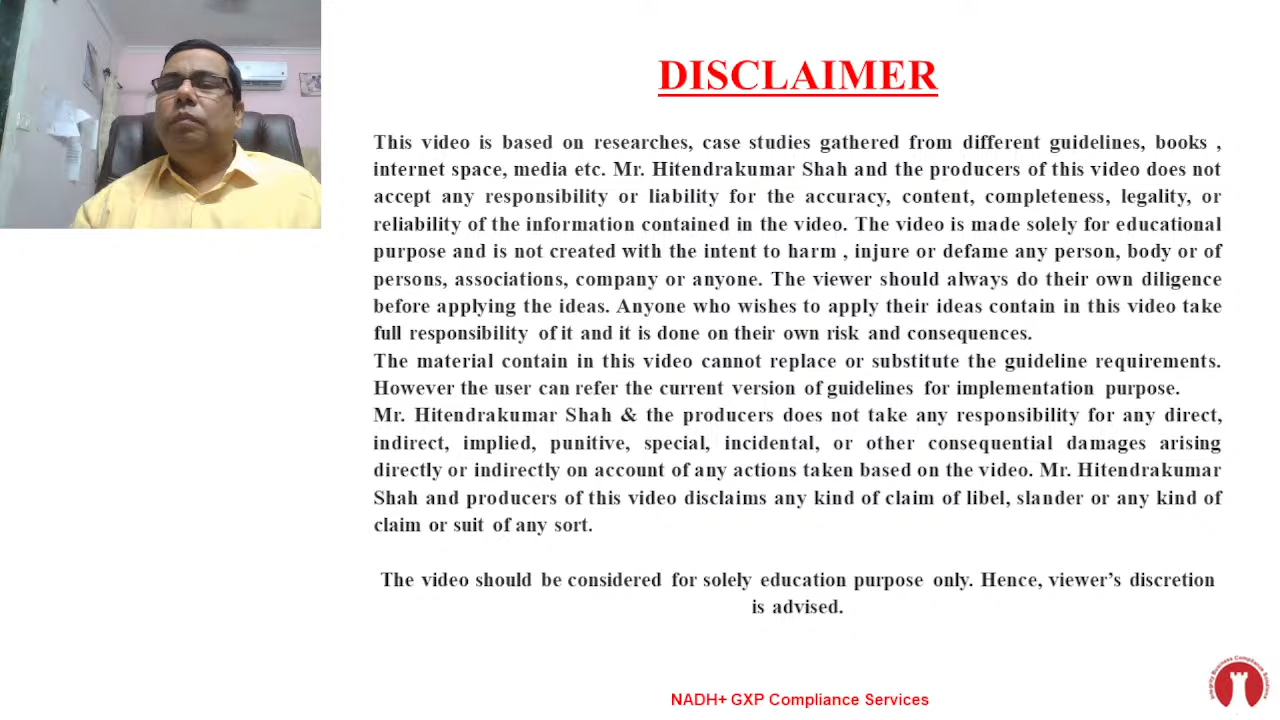 DISCLAIMER
This video is based on researches, case studies gathered from different guidelines, books ,
internet space, media etc. Mr. Hitendrakumar Shah and the producers of this video does not
accept any responsibility or liability for the accuracy, content, completeness, legality, or
reliability of the information contained in the video. The video is made solely for educational
purpose and is not created with the intent to harm , injure or defame any person, body or of
persons, associations, company or anyone. The viewer should always do their own diligence
before applying the ideas. Anyone who wishes to apply their ideas contain in this video take
full responsibility of it and it is done on their own risk and consequences.
The material contain in this video cannot replace or substitute the guideline requirements.
However the user can refer the current version of guidelines for implementation purpose.
Mr. Hitendrakumar Shah & the producers does not take any responsibility for any direct,
indirect, implied, punitive, special, incidental, or other consequential damages arising
directly or indirectly on account of any actions taken based on the video. Mr. Hitendrakumar
Shah and producers of this video disclaims any kind of claim of libel, slander or any kind of
claim or suit of any sort.
The video should be considered for solely education purpose only. Hence, viewer’s discretion
is advised.
NADH+ GXP Compliance Services
Integrity Business Compliance Solutions